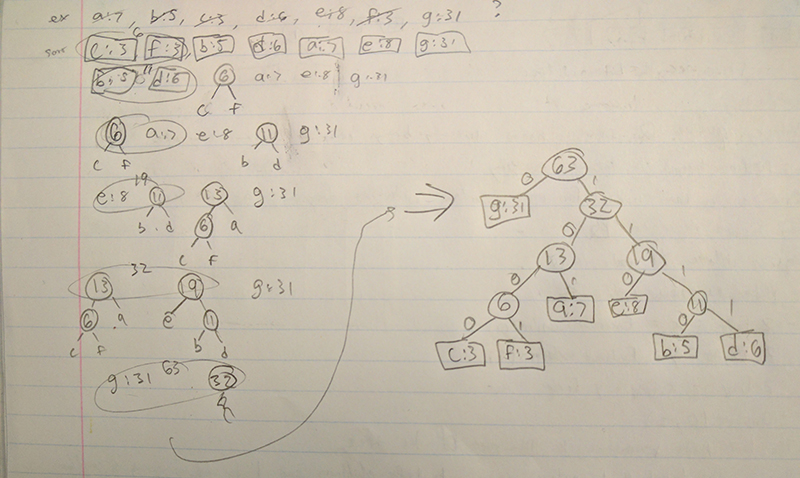 ex a:7, b:5, c:3, d:6, e:8, f:3, g:31 ?
6
sort c:3 f:3, b:5 d:6 a:7 e:8 g:31
11
b:5 d:6 6 a:7 e:8 g:31
c f
6 a:7 e:8 11 g:31
c f b d
19
e:8 11 13 g:31
b d 6 a
c f
32
13 19 g:31
6 a e 11
c f b d
63
g:31 32
63
0 1
g:31 32
0 1
13 19
0 1 0 1
6 a:7 e:8 11
0 1 0 1
c:3 f:3 b:5 d:6